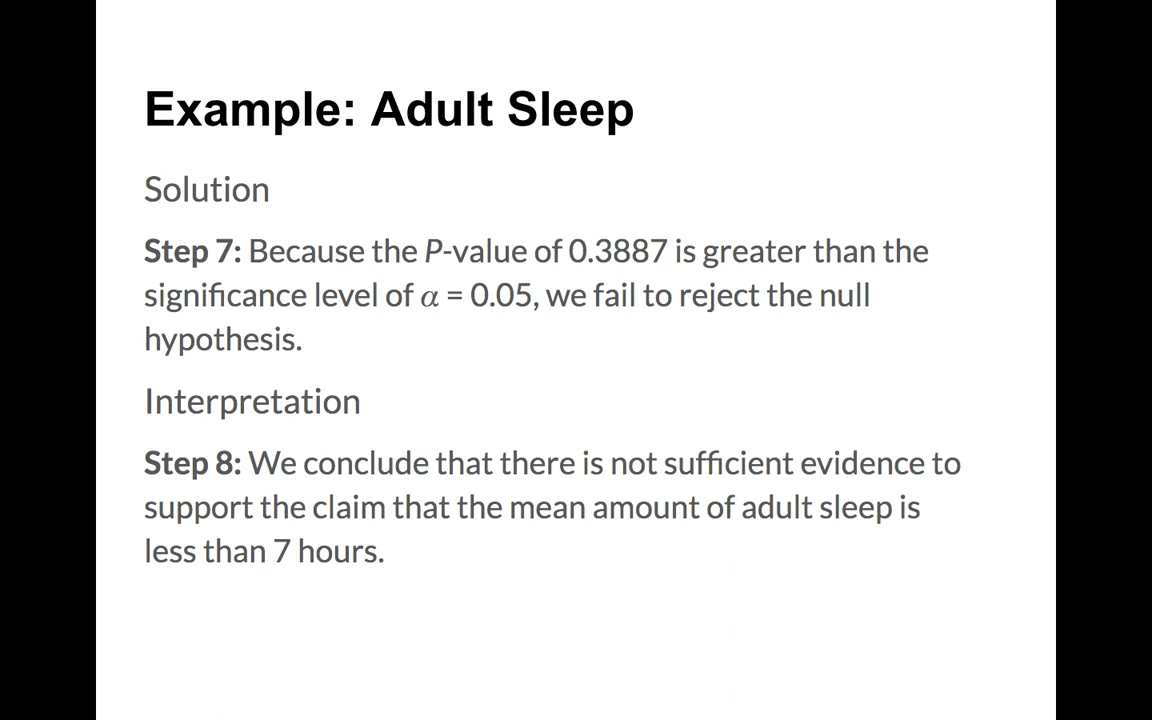 Example: Adult Sleep
Solution
Step 7: Because the P-value of 0.3887 is greater than the
significance level of α = 0.05, we fail to reject the null
hypothesis.
Interpretation
Step 8: We conclude that there is not sufficient evidence to
support the claim that the mean amount of adult sleep is
less than 7 hours.